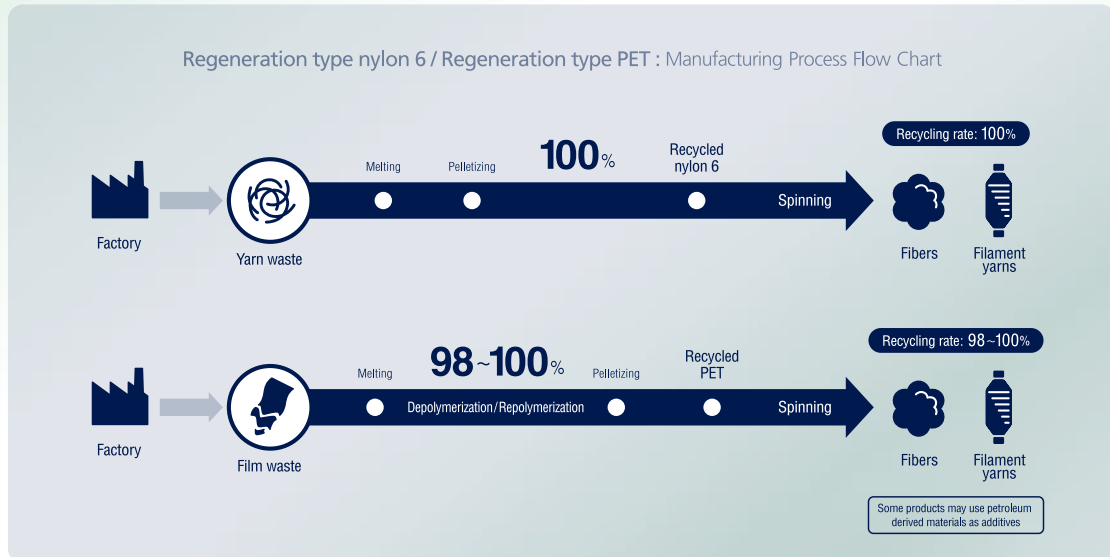 Regeneration type nylon 6 / Regeneration type PET : Manufacturing Process Flow Chart
Recycling rate: 100%
Melting
Pelletizing
100%
Recycled
nylon 6
Spinning
Factory
Yarn waste
Fibers
Filament
yarns
Recycling rate: 98~100%
Melting
98~100%
Pelletizing
Recycled
PET
Depolymerization/Repolymerization
Spinning
Factory
Film waste
Fibers
Filament
yarns
Some products may use petroleum
derived materials as additives